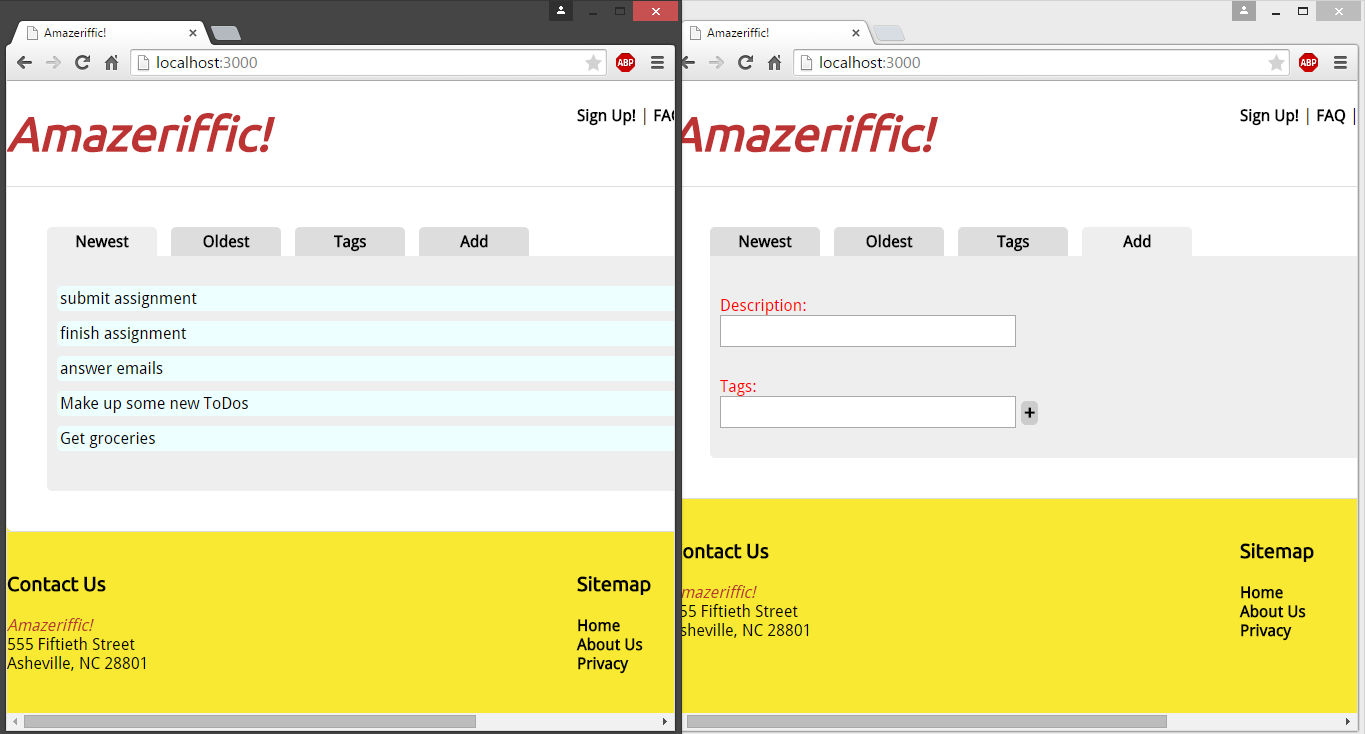 Amazeriffic!
localhost:3000
ABP
Amazeriffic!
Sign Up! | FAQ
Newest Oldest Tags Add
submit assignment
finish assignment
answer emails
Make up some new ToDos
Get groceries
Contact Us
Amazeriffic!
555 Fiftieth Street
Asheville, NC 28801
Sitemap
Home
About Us
Privacy
Amazeriffic!
localhost:3000
ABP
Amazeriffic!
Sign Up! | FAQ |
Newest Oldest Tags Add
Description:
Tags:
+
ontact Us
mazeriffic!
55 Fiftieth Street
sheville, NC 28801
Sitemap
Home
About Us
Privacy